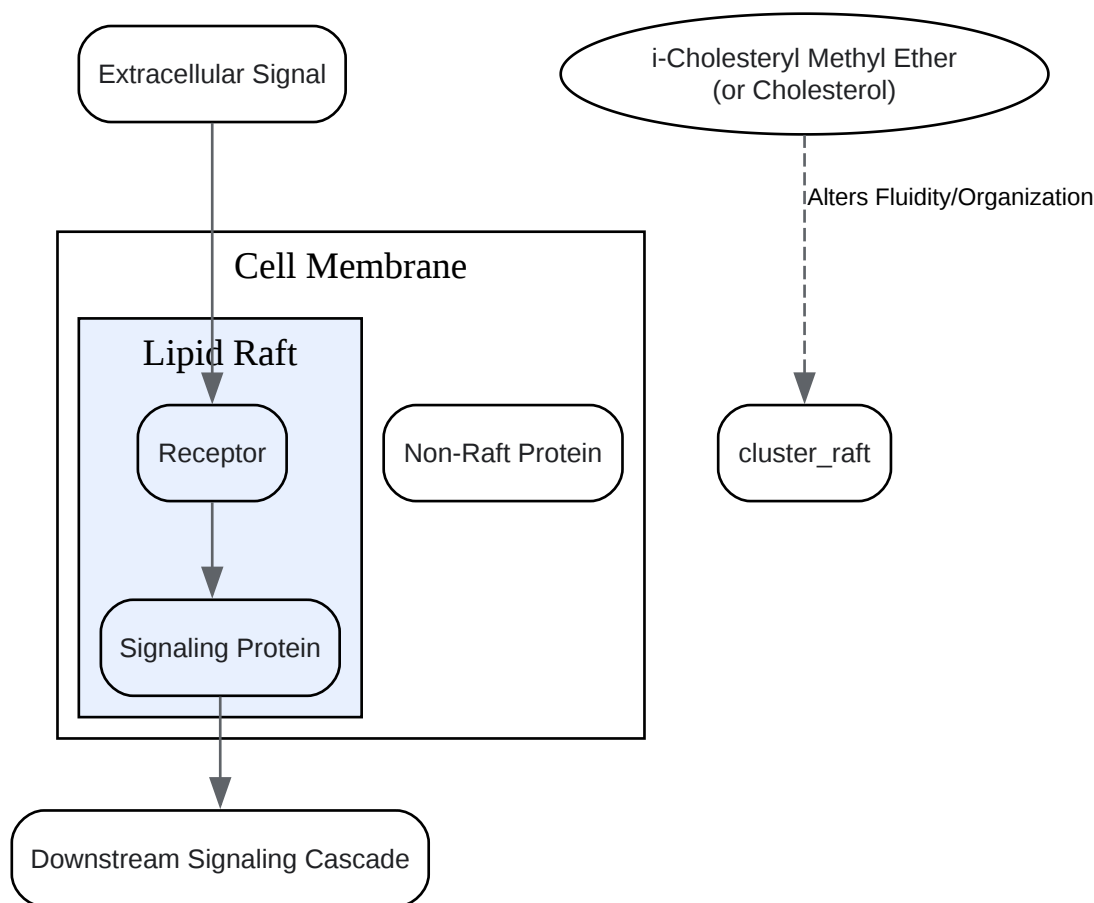 Extracellular Signal
i-Cholesteryl Methyl Ether
(or Cholesterol)
Alters Fluidity/Organization
Cell Membrane
Lipid Raft
Receptor
Non-Raft Protein
cluster_raft
Signaling Protein
Downstream Signaling Cascade